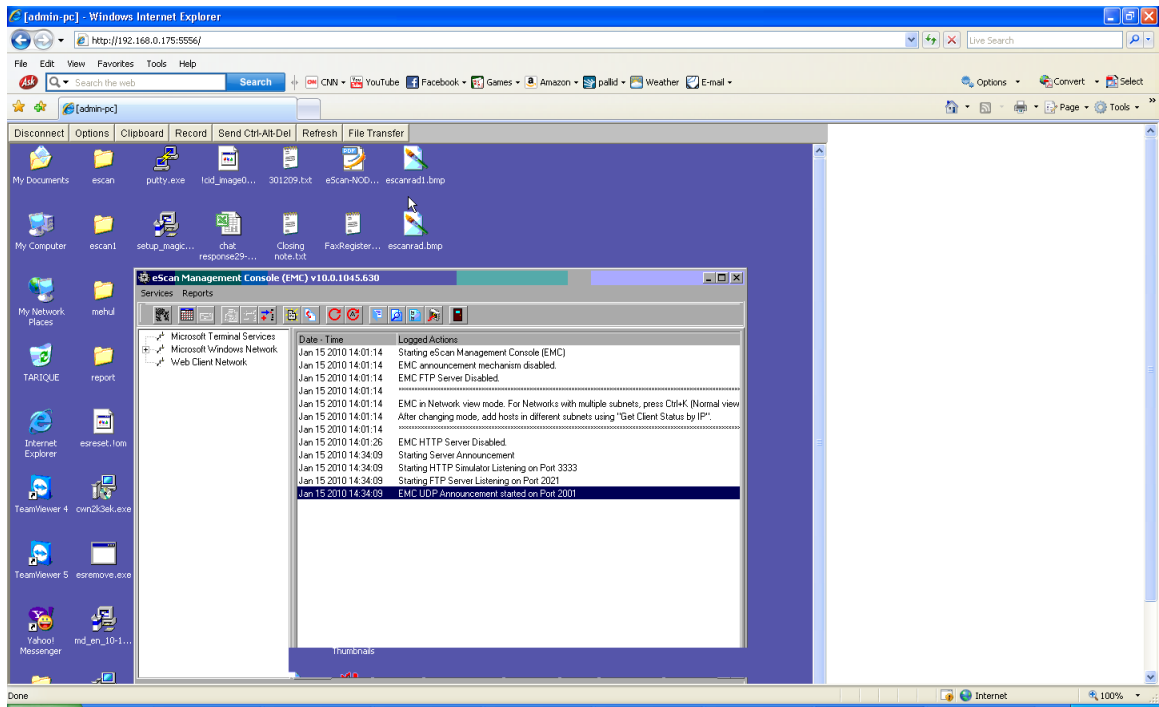 [admin-pc] - Windows Internet Explorer
http://192.168.0.175:5556/
Live Search
File Edit View Favorites Tools Help
Ask Search the web Search CNN YouTube Facebook Games Amazon pallid Weather E-mail Options Convert Select
[admin-pc] Page Tools »
Disconnect Options Clipboard Record Send Ctrl-Alt-Del Refresh File Transfer
My Documents escan putty.exe !cid_image0... 301209.txt eScan-NOD... escanrad1.bmp
My Computer escan1 setup_magic... chat response29-... Closing note.txt FaxRegister... escanrad.bmp
eScan Management Console (EMC) v10.0.1045.630
Services Reports
My Network Places mehul
TARIQUE report
Internet Explorer esreset.!om
TeamViewer 4 cwn2k3ek.exe
TeamViewer 5 esremove.exe
Yahoo! Messenger md_en_10-1...
Microsoft Terminal Services
Microsoft Windows Network
Web Client Network
Date - Time Logged Actions
Jan 15 2010 14:01:14 Starting eScan Management Console (EMC)
Jan 15 2010 14:01:14 EMC announcement mechanism disabled.
Jan 15 2010 14:01:14 EMC FTP Server Disabled.
Jan 15 2010 14:01:14
Jan 15 2010 14:01:14 EMC in Network view mode. For Networks with multiple subnets, press Ctrl+K (Normal view
Jan 15 2010 14:01:14 After changing mode, add hosts in different subnets using "Get Client Status by IP".
Jan 15 2010 14:01:14
Jan 15 2010 14:01:26 EMC HTTP Server Disabled.
Jan 15 2010 14:34:09 Starting Server Announcement
Jan 15 2010 14:34:09 Starting HTTP Simulator Listening on Port 3333
Jan 15 2010 14:34:09 Starting FTP Server Listening on Port 2021
Jan 15 2010 14:34:09 EMC UDP Announcement started on Port 2001
Thumbnails
Done Internet 100%